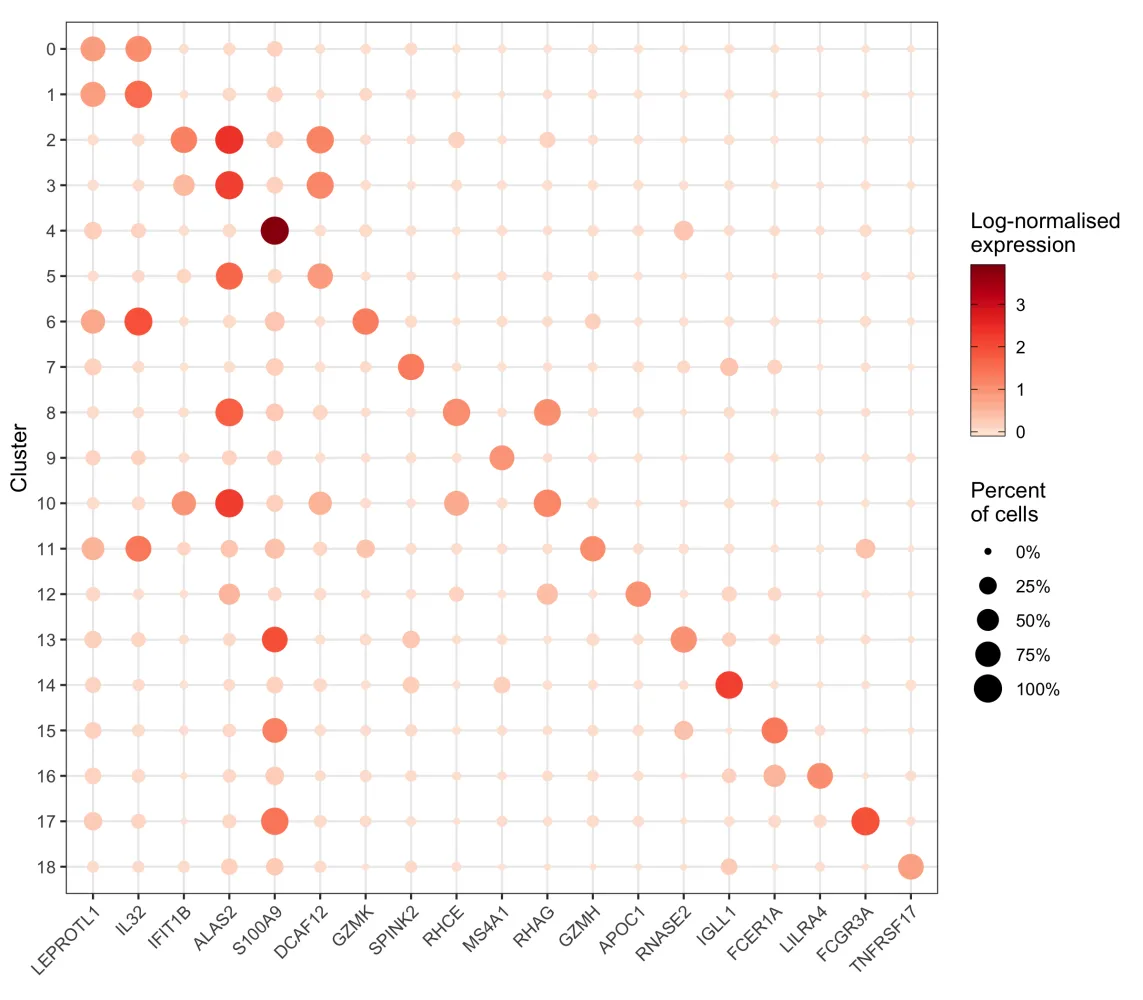 Cluster
0
1
2
3
4
5
6
7
8
9
10
11
12
13
14
15
16
17
18
LEPROTL1
IL32
IFIT1B
ALAS2
S100A9
DCAF12
GZMK
SPINK2
RHCE
MS4A1
RHAG
GZMH
APOC1
RNASE2
IGLL1
FCER1A
LILRA4
FCGR3A
TNFRSF17
Log-normalised
expression
3
2
1
0
Percent
of cells
0%
25%
50%
75%
100%